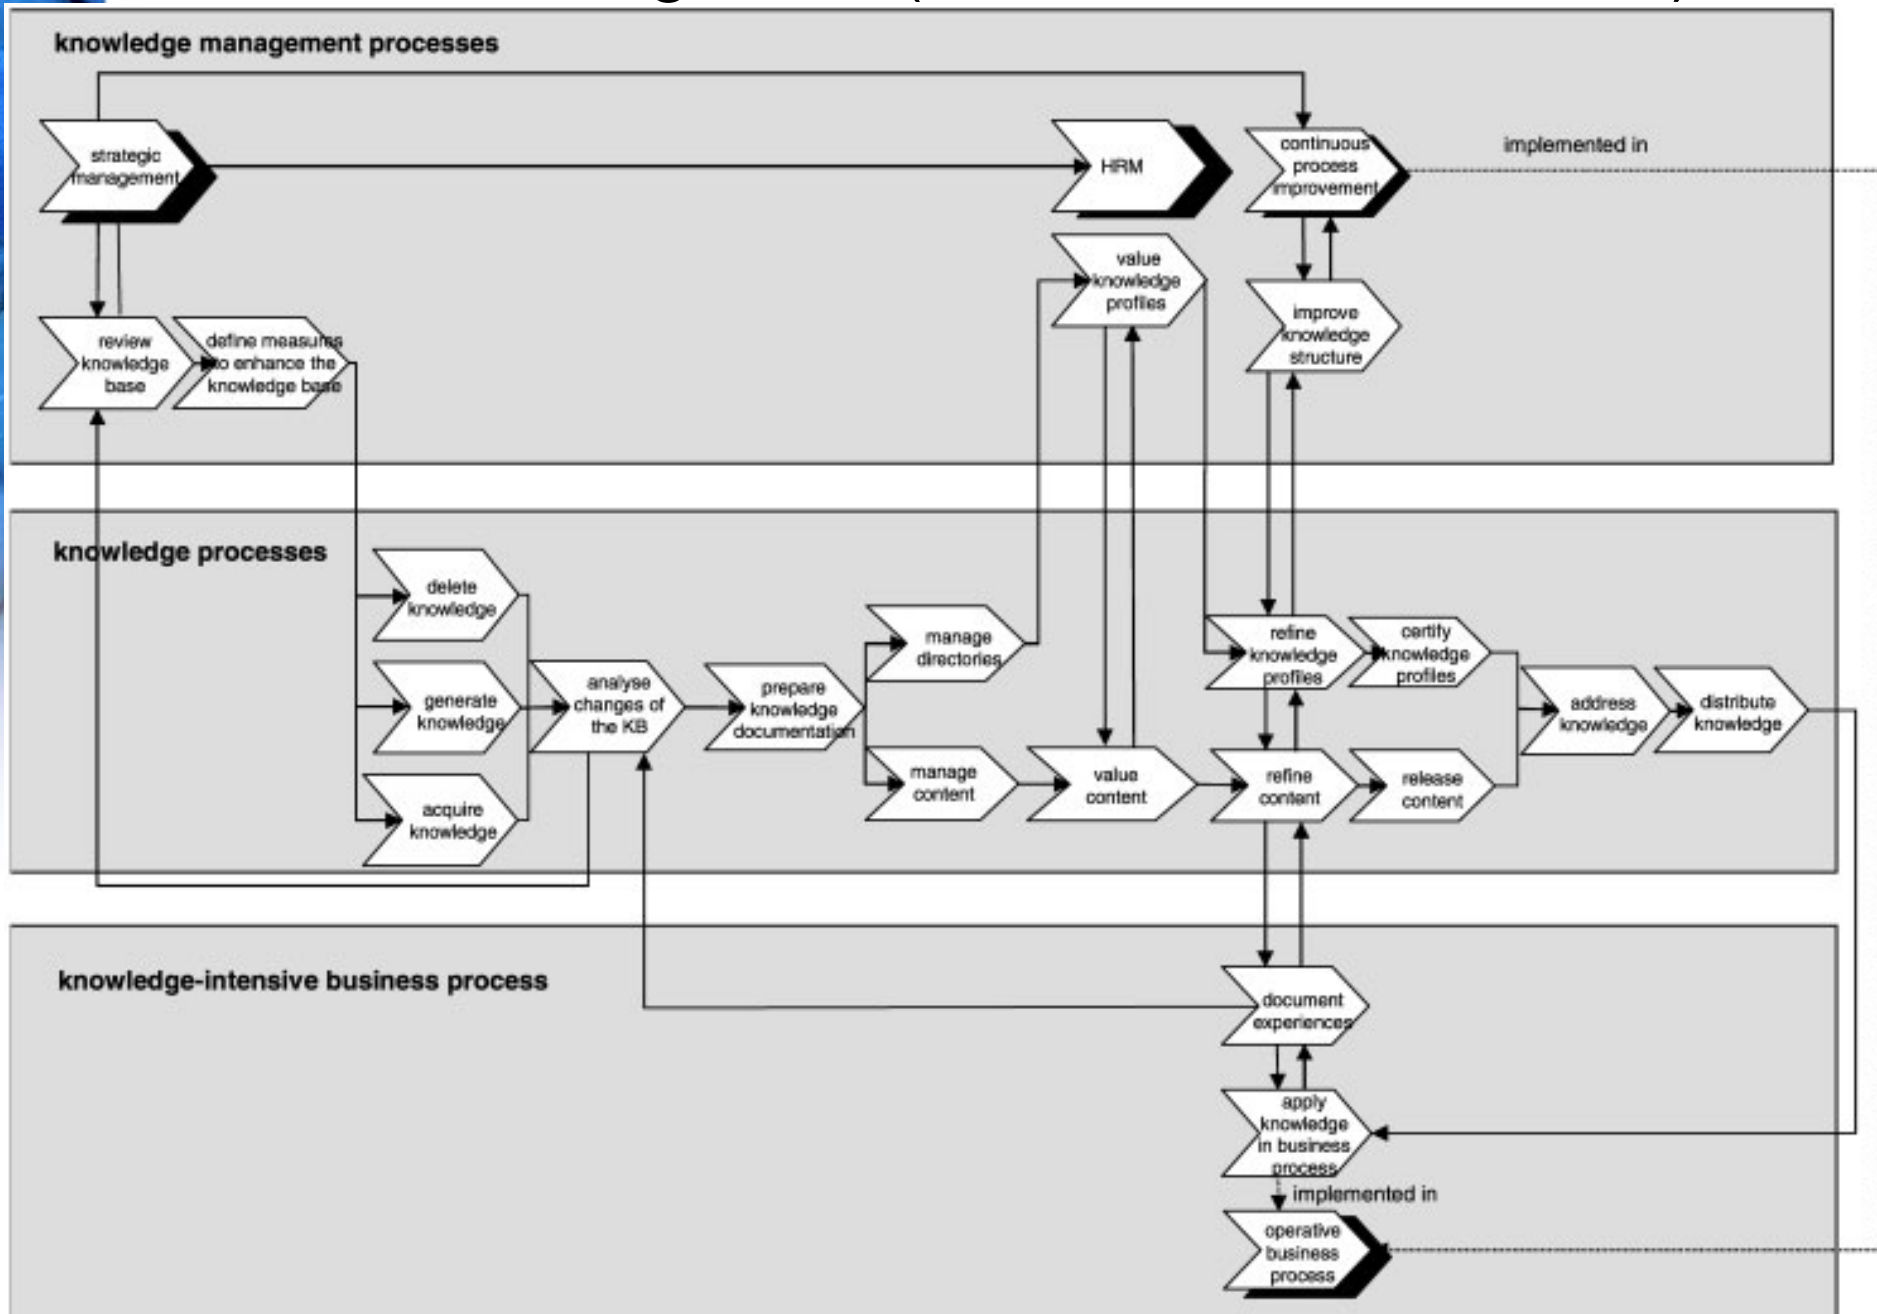 knowledge management processes
strategic
management
HRM
continuous
process
improvement
implemented in
value
knowledge
profiles
review
knowledge
base
define measures
to enhance the
knowledge base
improve
knowledge
structure
knowledge processes
delete
knowledge
generate
knowledge
acquire
knowledge
analyse
changes of
the KB
prepare
knowledge
documentation
manage
directories
manage
content
value
content
refine
knowledge
profiles
certify
knowledge
profiles
refine
content
release
content
address
knowledge
distribute
knowledge
knowledge-intensive business process
document
experiences
apply
knowledge
in business
process
implemented in
operative
business
process